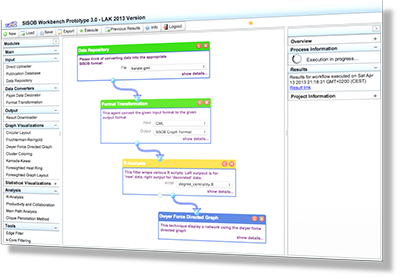 SISOB Workbench Prototype 3.0 - LAK 2013 Version
New Load Save Export Execute Previous Results Info Logout
Modules
Main
Input
Direct Uploader
Publication Database
Data Repository
Data Converters
Pajek Data Decorator
Format Transformation
Output
Result Downloader
Graph Visualizations
Circular Layout
Fruchterman-Reingold
Dwyer Force Directed Graph
Cluster Coloring
Kamada-Kawai
Foresighted Heat Ring
Foresighted Graph Layout
Statistical Visualizations
Analysis
R-Analysis
Productivity and Collaboration
Main Path Analysis
Clique Percolation Method
Tools
Edge Filter
k-Core Filtering
Data Repository
Please think of converting data into the appropriate
SISOB format!
File karate.gml
show details...
Format Transformation
This agent convert the given input format to the given
output format
Input GML
Output SISOB Graph Format
show details...
R-Analysis
This filter wraps various R scripts. Left output is for
'raw' data, right output for 'decorated' data.
degree_centrality.R
show details...
Dwyer Force Directed Graph
This technique display a network using the dwyer force
directed graph
show details...
Overview
Process Information
Execution in progress...
Results
Results for workflow executed on Sat Apr
13 2013 21:18:31 GMT+0200 (CEST)
Result link
Project Information